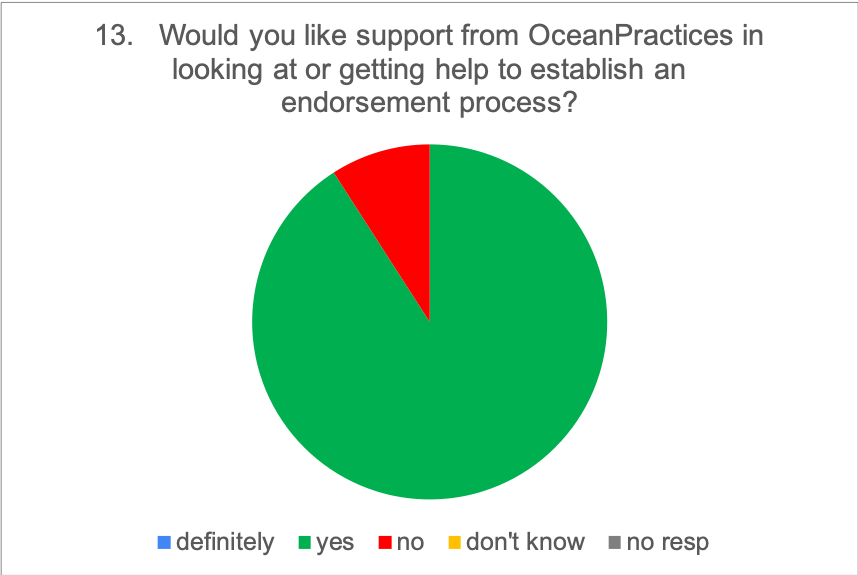 13. Would you like support from OceanPractices in
looking at or getting help to establish an
endorsement process?
definitely yes no don't know no resp